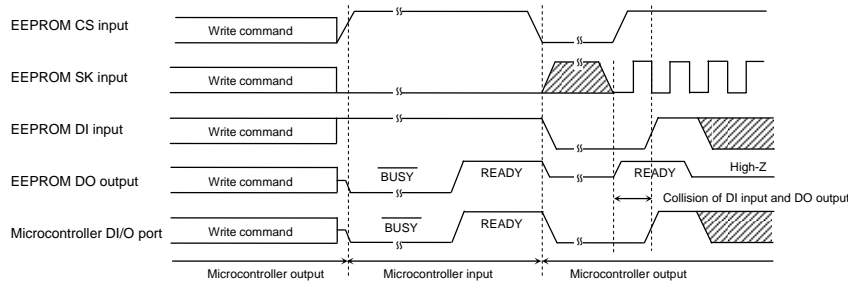 EEPROM CS input
Write command
EEPROM SK input
Write command
EEPROM DI input
Write command
EEPROM DO output
Write command
BUSY
READY
READY
High-Z
Collision of DI input and DO output
Microcontroller DI/O port
Write command
BUSY
READY
Microcontroller output
Microcontroller input
Microcontroller output